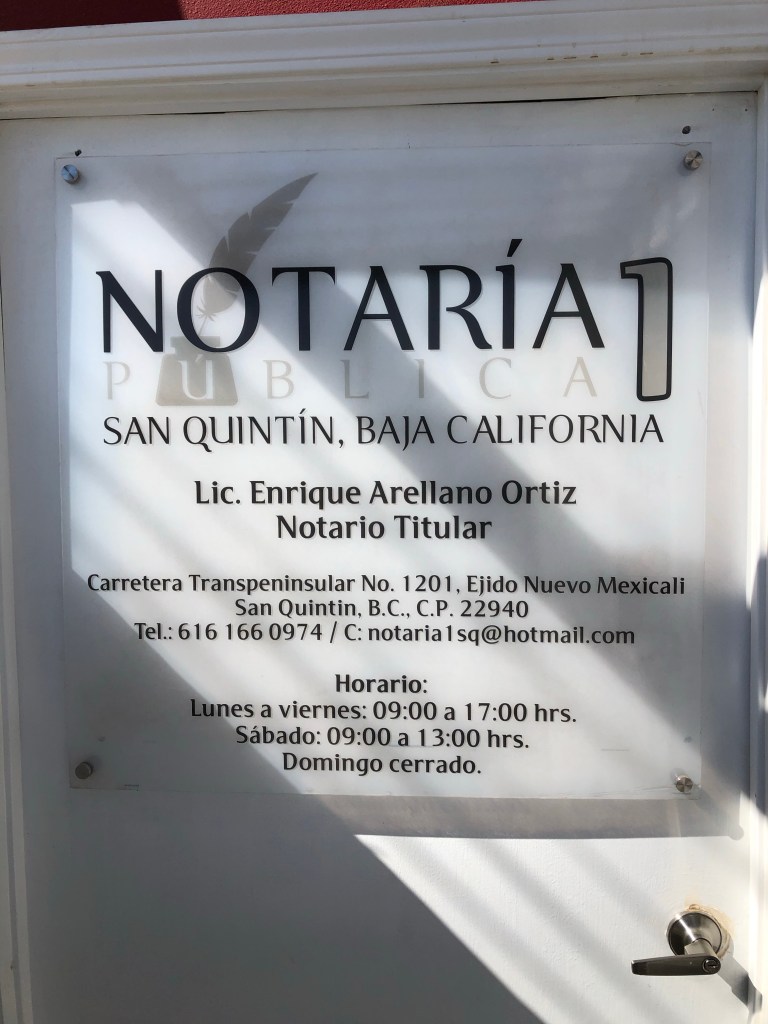 NOTARÍA 1
PÚBLICA
SAN QUINTÍN, BAJA CALIFORNIA
Lic. Enrique Arellano Ortiz
Notario Titular
Carretera Transpeninsular No. 1201, Ejido Nuevo Mexicali
San Quintin, B.C., C.P. 22940
Tel.: 616 166 0974 / C: notaria1sq@hotmail.com
Horario:
Lunes a viernes: 09:00 a 17:00 hrs.
Sábado: 09:00 a 13:00 hrs.
Domingo cerrado.